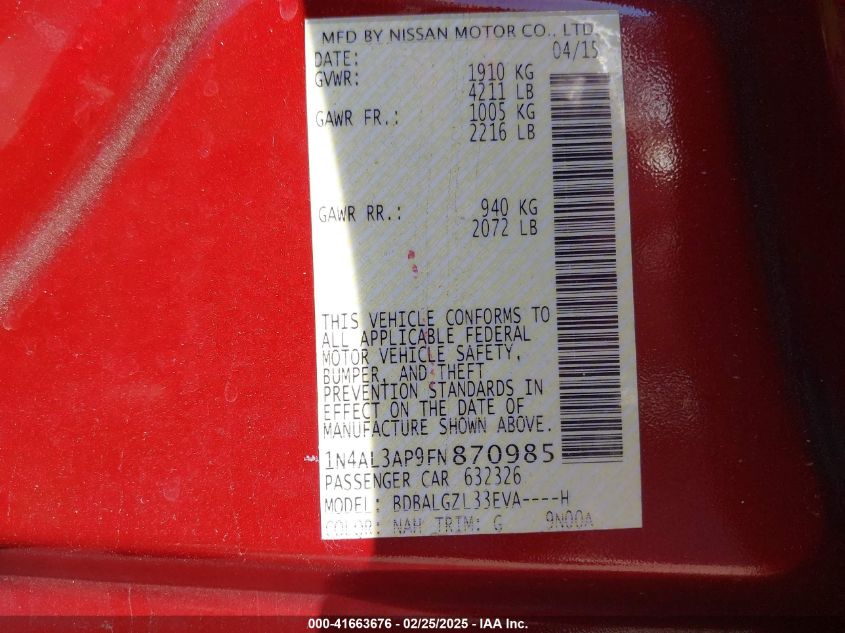 MFD BY NISSAN MOTOR CO., LTD.
DATE: 04/15
GVWR: 1910 KG
4211 LB
GAWR FR.: 1005 KG
2216 LB
GAWR RR.: 940 KG
2072 LB
THIS VEHICLE CONFORMS TO
ALL APPLICABLE FEDERAL
MOTOR VEHICLE SAFETY,
BUMPER, AND THEFT
PREVENTION STANDARDS IN
EFFECT ON THE DATE OF
MANUFACTURE SHOWN ABOVE.
1N4AL3AP9FN870985
PASSENGER CAR 632326
MODEL: BDBALGZL33EVA----H
COLOR: NAH TRIM: G 9N00A
000-41663676 - 02/25/2025 - IAA Inc.